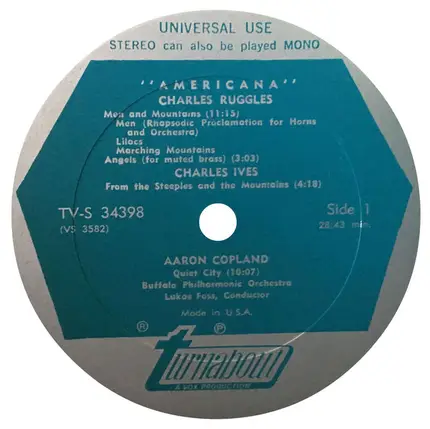 UNIVERSAL USE
STEREO can also be played MONO
"AMERICANA"
CHARLES RUGGLES
Men and Mountains (11:15)
Men (Rhapsodic Proclamation for Horns
and Orchestra)
Lilacs
Marching Mountains
Angels (for muted brass) (3:03)
CHARLES IVES
From the Steeples and the Mountains (4:18)
TV-S 34398
Side 1
(VS 3582)
28:43 min.
AARON COPLAND
Quiet City (10:07)
Buffalo Philharmonic Orchestra
Lukas Foss, Conductor
Made in U.S.A.
Ⓡ Ⓟ
turnabout
A VOX PRODUCTION